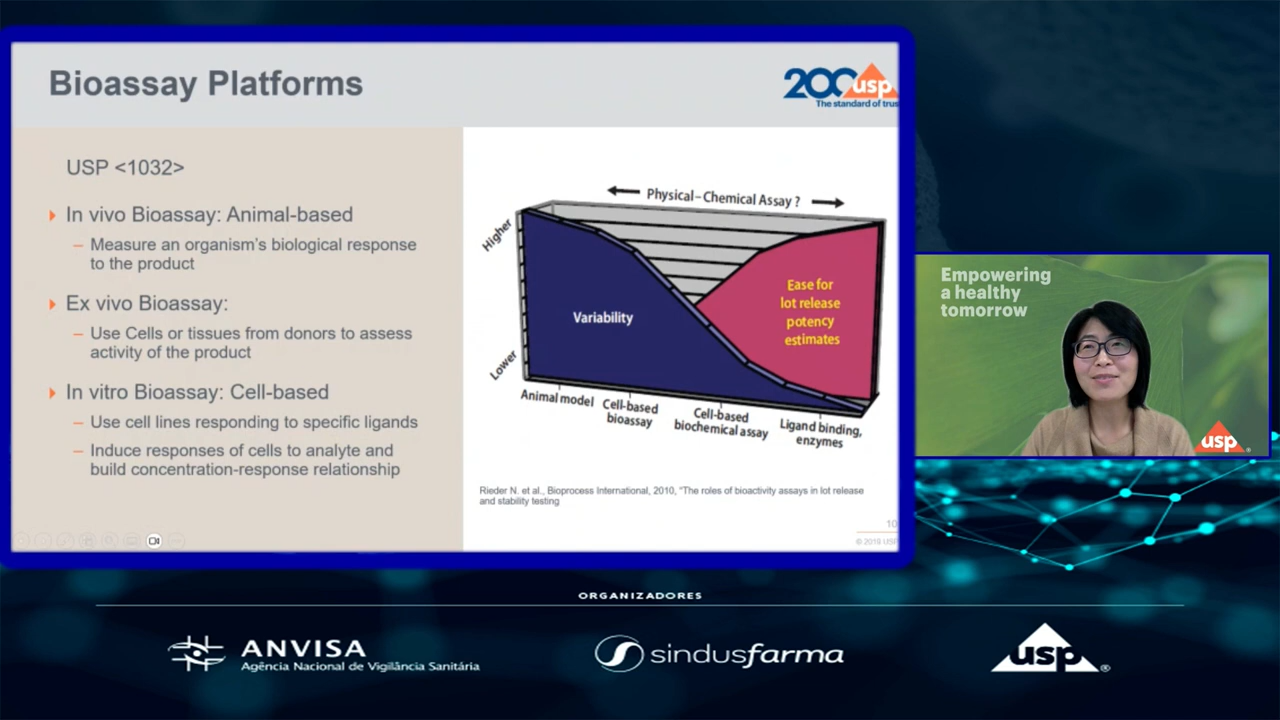 Bioassay Platforms
200 usp
The standard of trus
USP <1032>
In vivo Bioassay: Animal-based
– Measure an organism's biological response
to the product
Ex vivo Bioassay:
– Use Cells or tissues from donors to assess
activity of the product
In vitro Bioassay: Cell-based
– Use cell lines responding to specific ligands
– Induce responses of cells to analyte and
build concentration-response relationship
Physical–Chemical Assay ?
Higher
Lower
Variability
Ease for
lot release
potency
estimates
Animal model
Cell-based
bioassay
Cell-based
biochemical assay
Ligand binding,
enzymes
Rieder N. et al., Bioprocess International, 2010, "The roles of bioactivity assays in lot release
and stability testing
10
© 2019 USP
Empowering
a healthy
tomorrow
usp®
ORGANIZADORES
ANVISA
Agência Nacional de Vigilância Sanitária
sindusfarma
usp®